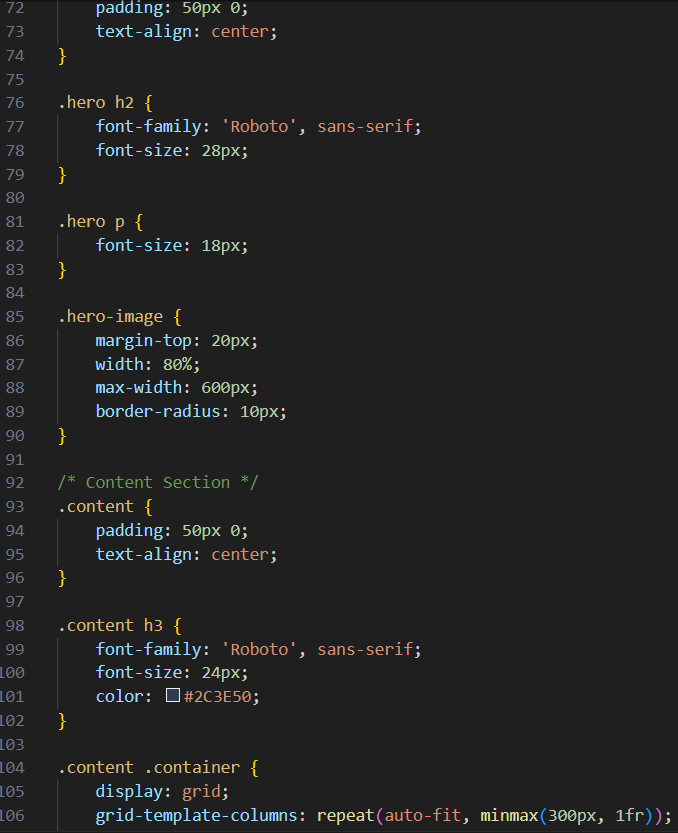 72 padding: 50px 0;
73 text-align: center;
74 }
75
76 .hero h2 {
77 font-family: 'Roboto', sans-serif;
78 font-size: 28px;
79 }
80
81 .hero p {
82 font-size: 18px;
83 }
84
85 .hero-image {
86 margin-top: 20px;
87 width: 80%;
88 max-width: 600px;
89 border-radius: 10px;
90 }
91
92 /* Content Section */
93 .content {
94 padding: 50px 0;
95 text-align: center;
96 }
97
98 .content h3 {
99 font-family: 'Roboto', sans-serif;
100 font-size: 24px;
101 color: #2C3E50;
102 }
103
104 .content .container {
105 display: grid;
106 grid-template-columns: repeat(auto-fit, minmax(300px, 1fr));